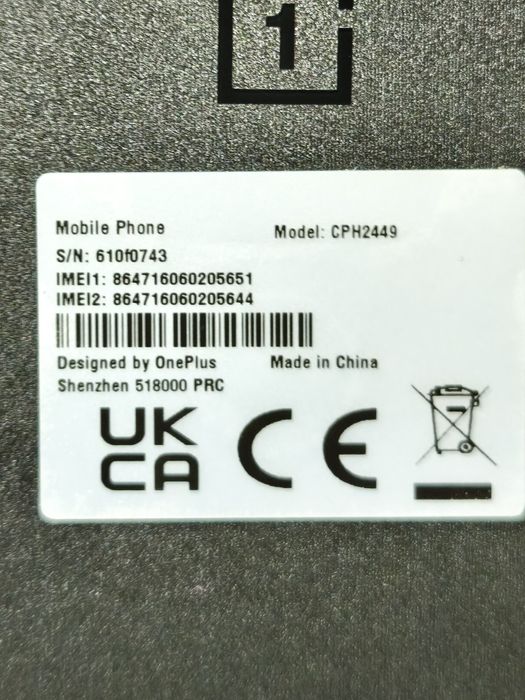 1
Mobile Phone
Model: CPH2449
S/N: 610f0743
IMEI1: 864716060205651
IMEI2: 864716060205644
Designed by OnePlus
Made in China
Shenzhen 518000 PRC
UK
CA
CE